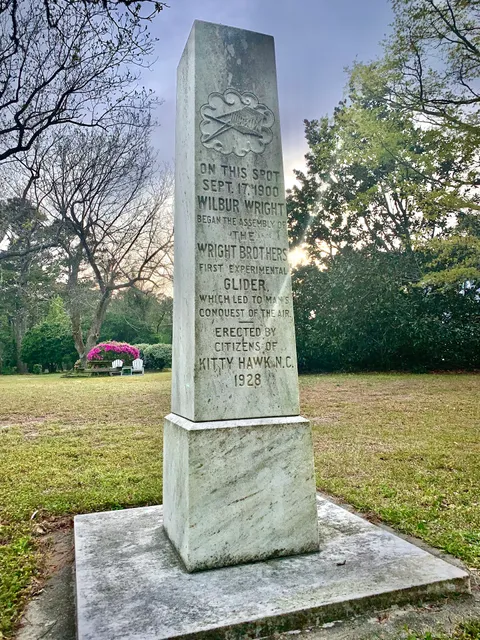 ON THIS SPOT
SEPT. 17, 1900
WILBUR WRIGHT
BEGAN THE ASSEMBLY OF
THE
WRIGHT BROTHERS
FIRST EXPERIMENTAL
GLIDER,
WHICH LED TO MAN'S
CONQUEST OF THE AIR.
ERECTED BY
CITIZENS OF
KITTY HAWK, N.C.
1928